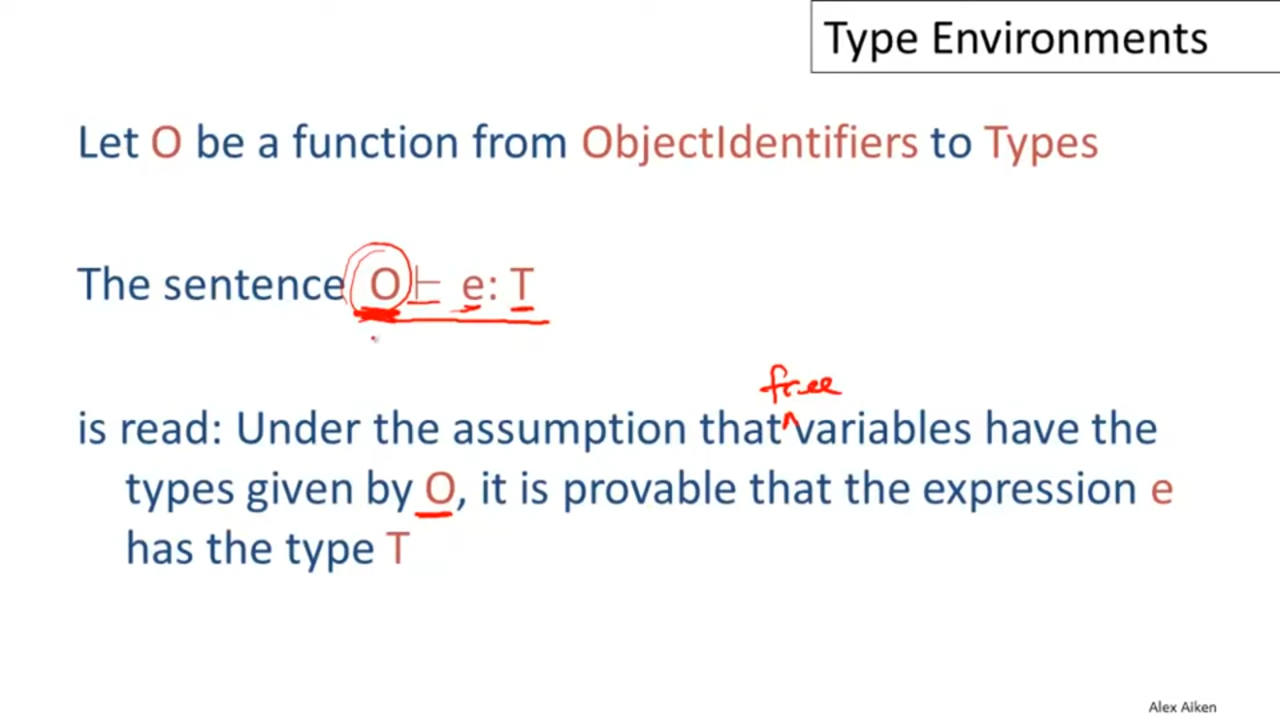 Type Environments
Let O be a function from ObjectIdentifiers to Types
The sentence O ⊢ e: T
free
is read: Under the assumption that ^ variables have the
types given by O, it is provable that the expression e
has the type T
Alex Aiken